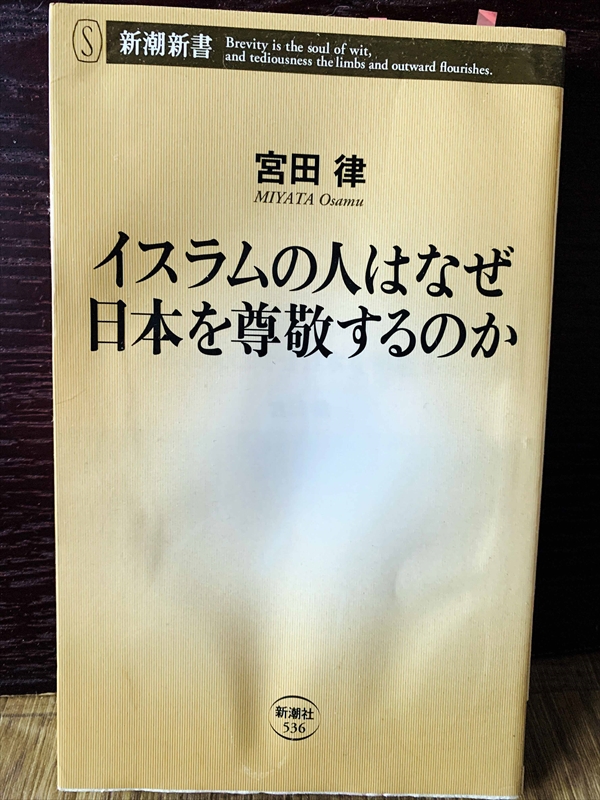 S
新潮新書
Brevity is the soul of wit,
and tediousness the limbs and outward flourishes.
宮田 律
MIYATA Osamu
イスラムの人はなぜ
日本を尊敬するのか
新潮社
536